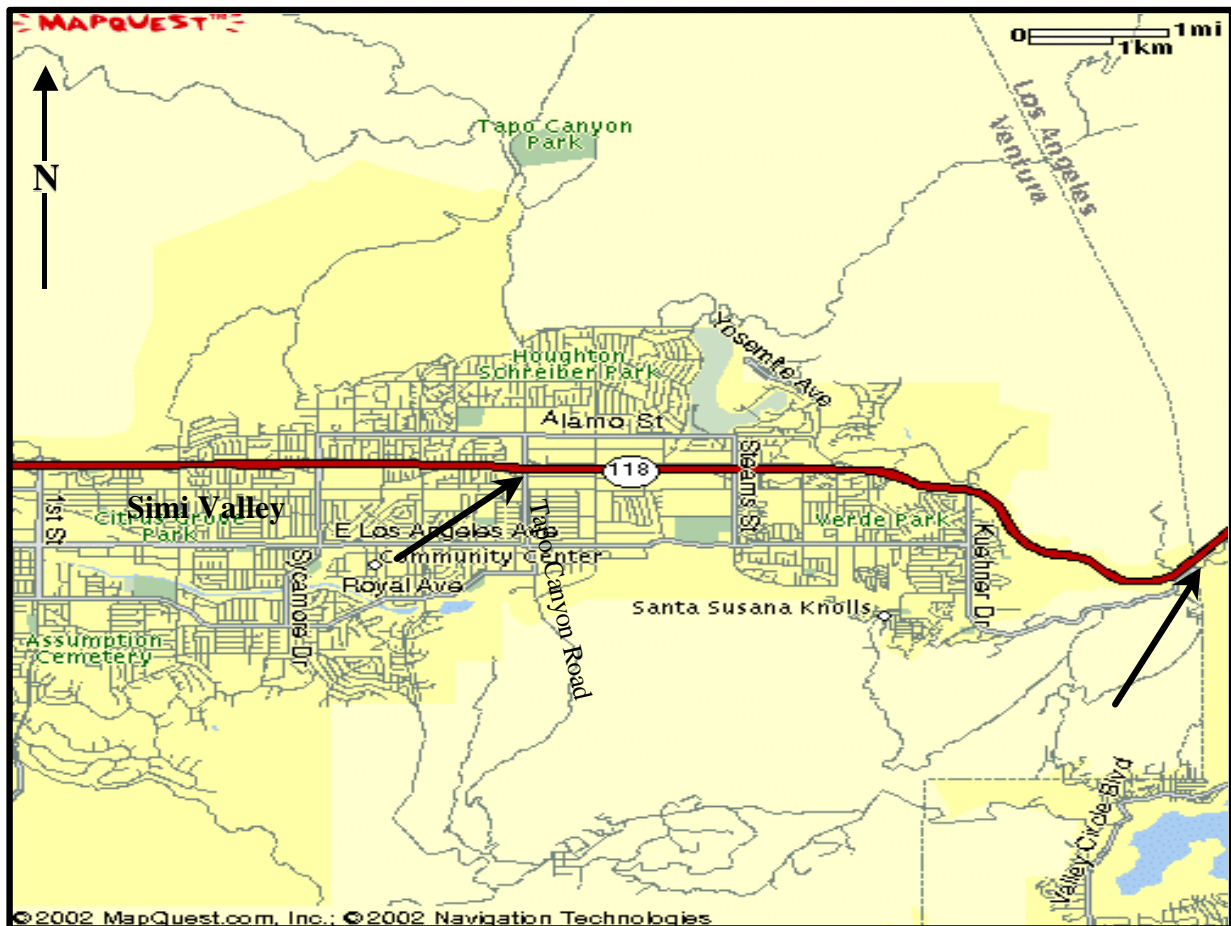 MAPQUEST™
0 1mi
1km
N
Tapo Canyon
Park
Los Angeles
Ventura
Yosemite Ave
Houghton
Schreiber Park
Alamo St
118
Stearns St
1st St
Simi Valley
Citrus Grove
Park
E Los Angeles Ave
Tapo Canyon Road
Verde Park
Kuehner Dr
Community Center
Sycamore Dr
Royal Ave
Santa Susana Knolls
Assumption
Cemetery
Valley Circle Blvd
©2002 MapQuest.com, Inc.; ©2002 Navigation Technologies